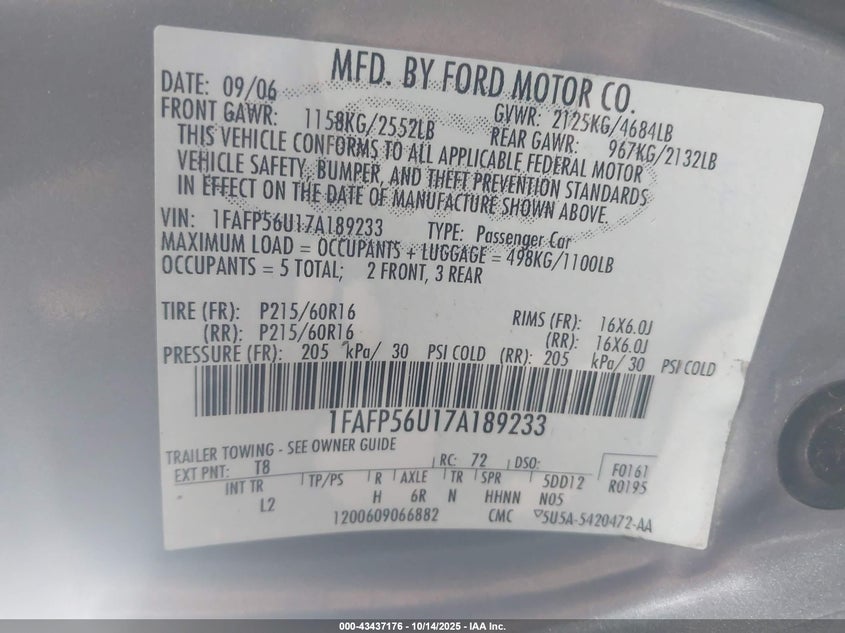 MFD. BY FORD MOTOR CO.
DATE: 09/06 GVWR: 2125KG/4684LB
FRONT GAWR: 1158KG/2552LB REAR GAWR: 967KG/2132LB
THIS VEHICLE CONFORMS TO ALL APPLICABLE FEDERAL MOTOR
VEHICLE SAFETY, BUMPER, AND THEFT PREVENTION STANDARDS
IN EFFECT ON THE DATE OF MANUFACTURE SHOWN ABOVE.
VIN: 1FAFP56U17A189233 TYPE: Passenger Car
MAXIMUM LOAD = OCCUPANTS + LUGGAGE = 498KG/1100LB
OCCUPANTS = 5 TOTAL; 2 FRONT, 3 REAR
TIRE (FR): P215/60R16 RIMS (FR): 16X6.0J
(RR): P215/60R16 (RR): 16X6.0J
PRESSURE (FR): 205 kPa/ 30 PSI COLD (RR): 205 kPa/ 30 PSI COLD
1FAFP56U17A189233
TRAILER TOWING - SEE OWNER GUIDE
EXT PNT: T8 RC: 72 DSO: F0161
INT TR TP/PS R AXLE TR SPR 5DD12 R0195
L2 H 6R N HHNN N05
1200609066882 CMC ▽5U5A-5420472-AA
000-43437176 - 10/14/2025 - IAA Inc.